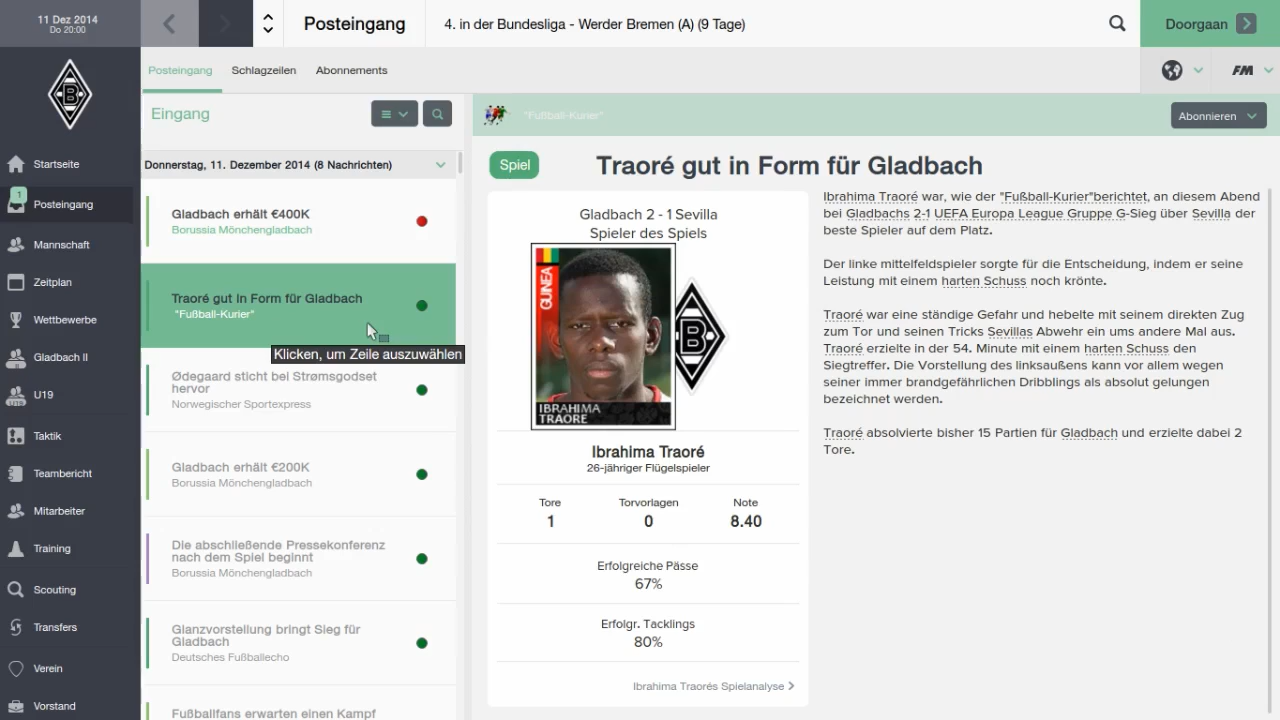 11 Dez 2014
Do 20:00
Posteingang
4. in der Bundesliga - Werder Bremen (A) (9 Tage)
Doorgaan
Posteingang
Schlagzeilen
Abonnements
FM
Eingang
"Fußball-Kurier"
Abonnieren
Startseite
1
Posteingang
Mannschaft
Zeitplan
Wettbewerbe
Gladbach II
U19
Taktik
Teambericht
Mitarbeiter
Training
Scouting
Transfers
Verein
Vorstand
Donnerstag, 11. Dezember 2014 (8 Nachrichten)
Gladbach erhält €400K
Borussia Mönchengladbach
Traoré gut in Form für Gladbach
"Fußball-Kurier"
Klicken, um Zeile auszuwählen
Ødegaard sticht bei Strømsgodset
hervor
Norwegischer Sportexpress
Gladbach erhält €200K
Borussia Mönchengladbach
Die abschließende Pressekonferenz
nach dem Spiel beginnt
Borussia Mönchengladbach
Glanzvorstellung bringt Sieg für
Gladbach
Deutsches Fußballecho
Fußballfans erwarten einen Kampf
Spiel
Traoré gut in Form für Gladbach
Gladbach 2 - 1 Sevilla
Spieler des Spiels
GUINEA
IBRAHIMA
TRAORE
B
Ibrahima Traoré
26-jähriger Flügelspieler
Tore
Torvorlagen
Note
1
0
8.40
Erfolgreiche Pässe
67%
Erfolgr. Tacklings
80%
Ibrahima Traorés Spielanalyse
Ibrahima Traoré war, wie der "Fußball-Kurier"berichtet, an diesem Abend
bei Gladbachs 2-1 UEFA Europa League Gruppe G-Sieg über Sevilla der
beste Spieler auf dem Platz.
Der linke mittelfeldspieler sorgte für die Entscheidung, indem er seine
Leistung mit einem harten Schuss noch krönte.
Traoré war eine ständige Gefahr und hebelte mit seinem direkten Zug
zum Tor und seinen Tricks Sevillas Abwehr ein ums andere Mal aus.
Traoré erzielte in der 54. Minute mit einem harten Schuss den
Siegtreffer. Die Vorstellung des linksaußens kann vor allem wegen
seiner immer brandgefährlichen Dribblings als absolut gelungen
bezeichnet werden.
Traoré absolvierte bisher 15 Partien für Gladbach und erzielte dabei 2
Tore.